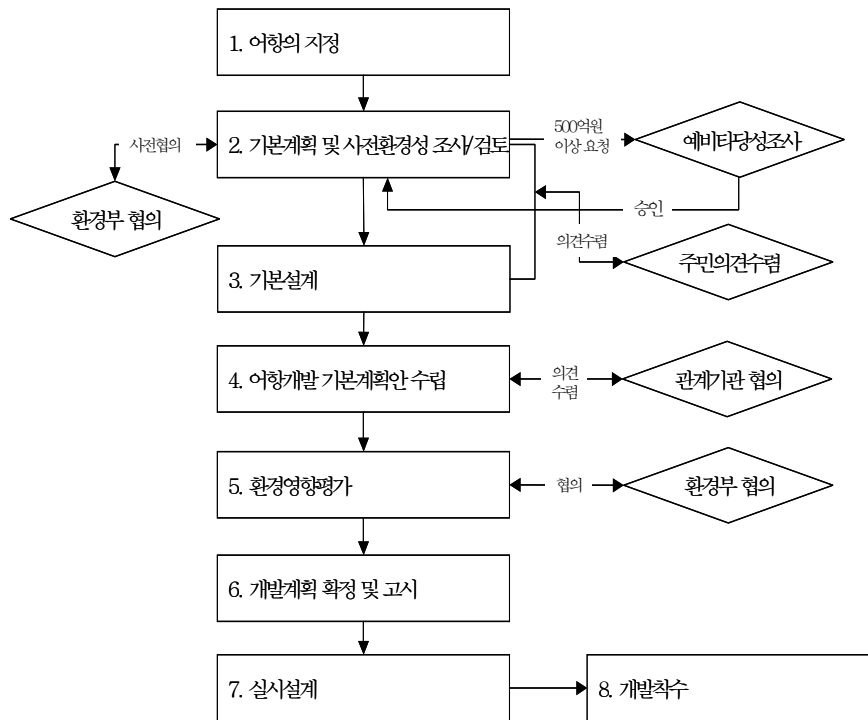 1. 어항의 지정
2. 기본계획 및 사전환경성 조사/검토
500억원
이상 요청
예비타당성조사
사전협의
환경부 협의
승인
의견수렴
주민의견수렴
3. 기본설계
4. 어항개발 기본계획안 수립
의견
수렴
관계기관 협의
5. 환경영향평가
협의
환경부 협의
6. 개발계획 확정 및 고시
7. 실시설계
8. 개발착수